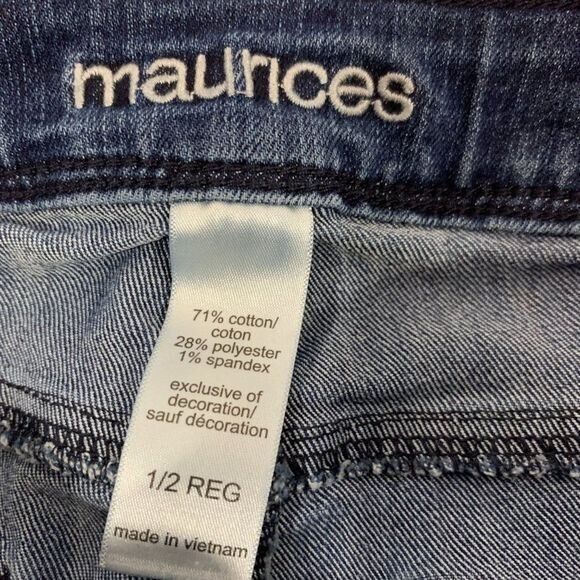 maurices
71% cotton/
coton
28% polyester
1% spandex
exclusive of
decoration/
sauf décoration
1/2 REG
made in vietnam